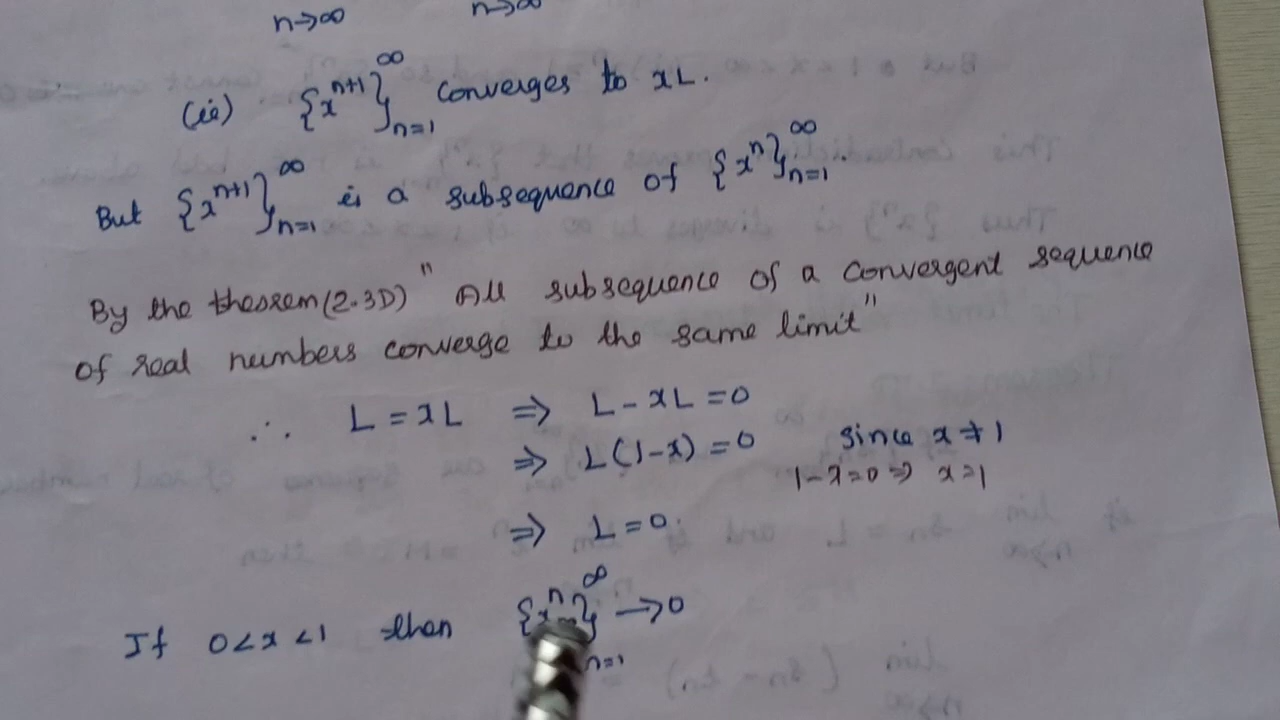 n→∞ n→∞
(ie) {x^{n+1}}_{n=1}^∞ converges to xL.
But {x^{n+1}}_{n=1}^∞ is a subsequence of {x^n}_{n=1}^∞.
By the theorem (2.3D) "All subsequence of a convergent sequence
of real numbers converge to the same limit"
∴ L = xL ⇒ L - xL = 0
⇒ L(1-x) = 0 since x ≠ 1
1-x=0 ⇒ x=1
⇒ L = 0.
If 0<x<1 then {x^n}_{n=1}^∞ → 0